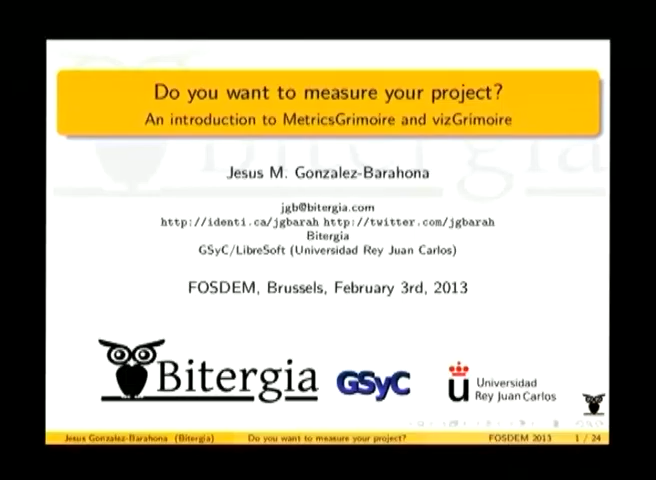 Do you want to measure your project?
An introduction to MetricsGrimoire and vizGrimoire
Bitergia
Jesus M. Gonzalez-Barahona
jgb@bitergia.com
http://identi.ca/jgbarah http://twitter.com/jgbarah
Bitergia
GSyC/LibreSoft (Universidad Rey Juan Carlos)
FOSDEM, Brussels, February 3rd, 2013
Bitergia
GSyC
u Universidad
Rey Juan Carlos
Jesus Gonzalez-Barahona (Bitergia) Do you want to measure your project? FOSDEM 2013 1 / 24